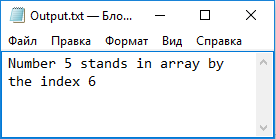 Output.txt — Бло...
Файл Правка Формат Вид Справка
Number 5 stands in array by
the index 6